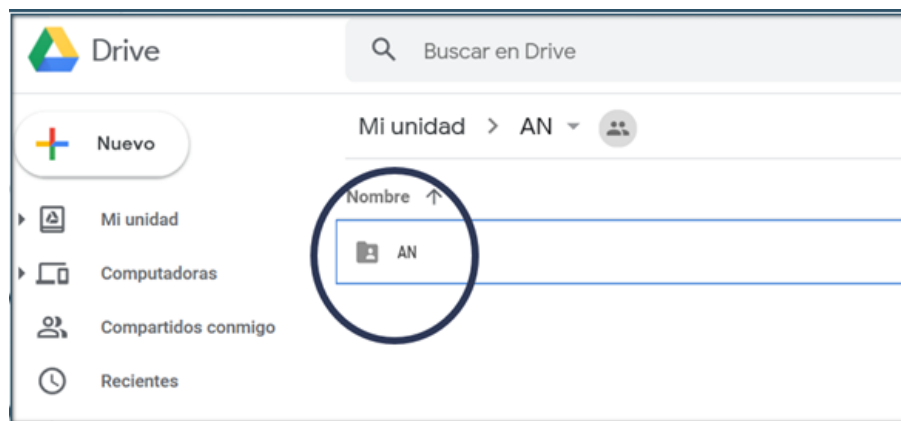 Drive
Buscar en Drive
Nuevo
Mi unidad > AN
Nombre ↑
AN
Mi unidad
Computadoras
Compartidos conmigo
Recientes